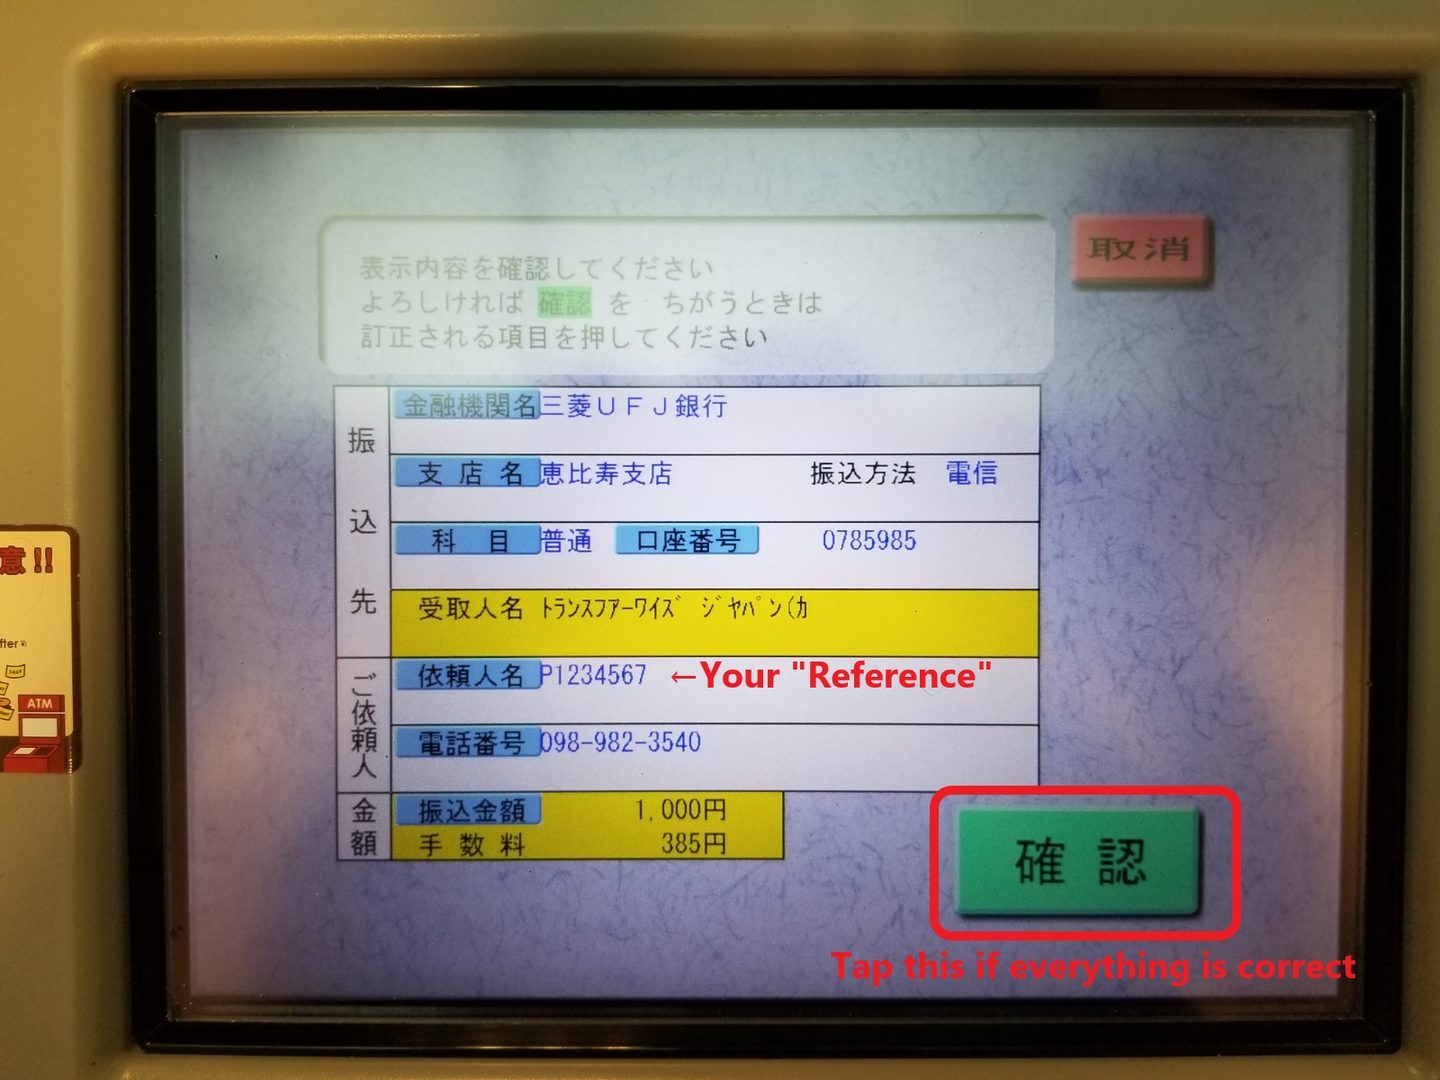 表示内容を確認してください
よろしければ 確認 を ちがうときは
訂正される項目を押してください
取消
振込先
金融機関名 三菱UFJ銀行
支店名 恵比寿支店 振込方法 電信
科目 普通 口座番号 0785985
受取人名 トランスフアーワイズ ジヤパン(カ
ご依頼人
依頼人名 P1234567 ←Your "Reference"
電話番号 098-982-3540
金額
振込金額 1,000円
手数料 385円
確認
Tap this if everything is correct
意!!
ATM